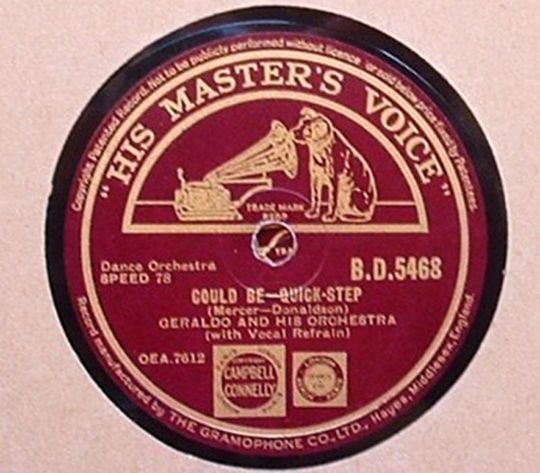 Copyright Patented Record. Not to be publicly performed without licence or sold below price fixed by Patentees.
"HIS MASTER'S VOICE"
TRADE MARK
Dance Orchestra
SPEED 78
B.D.5468
COULD BE—QUICK-STEP
(Mercer—Donaldson)
GERALDO AND HIS ORCHESTRA
(with Vocal Refrain)
OEA.7612
CAMPBELL
CONNELLY
Record manufactured by THE GRAMOPHONE CO., LTD., Hayes, Middlesex, England.